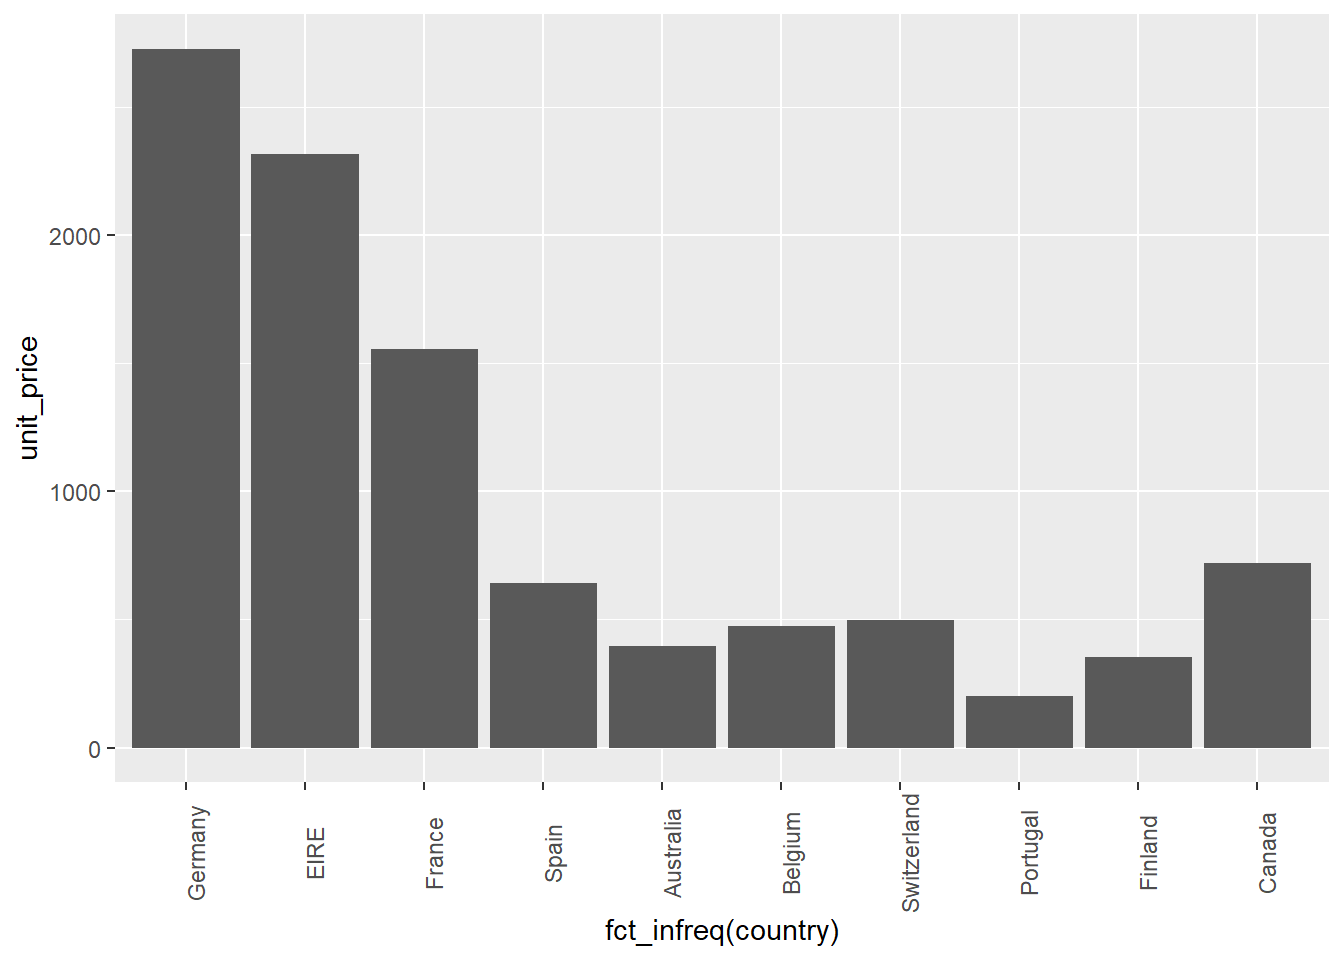 unit_price
2000
1000
0
Germany
EIRE
France
Spain
Australia
Belgium
Switzerland
Portugal
Finland
Canada
fct_infreq(country)